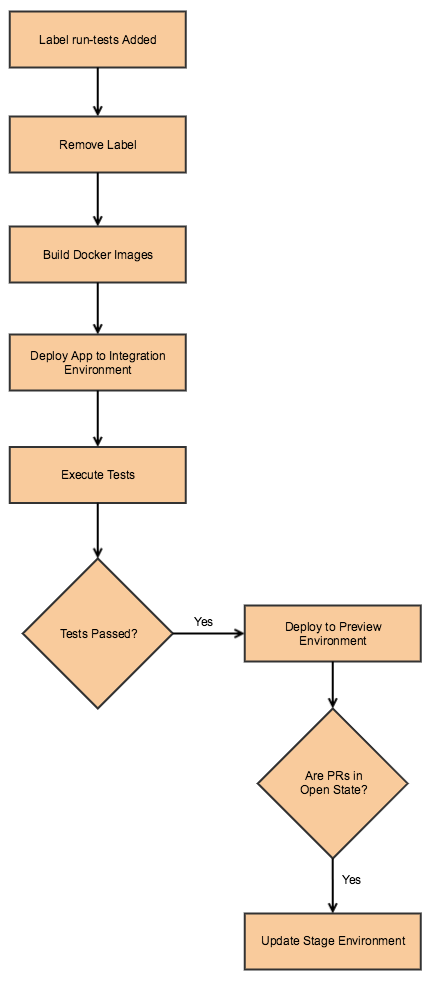 Label run-tests Added
Remove Label
Build Docker Images
Deploy App to Integration
Environment
Execute Tests
Tests Passed?
Yes
Deploy to Preview
Environment
Are PRs in
Open State?
Yes
Update Stage Environment